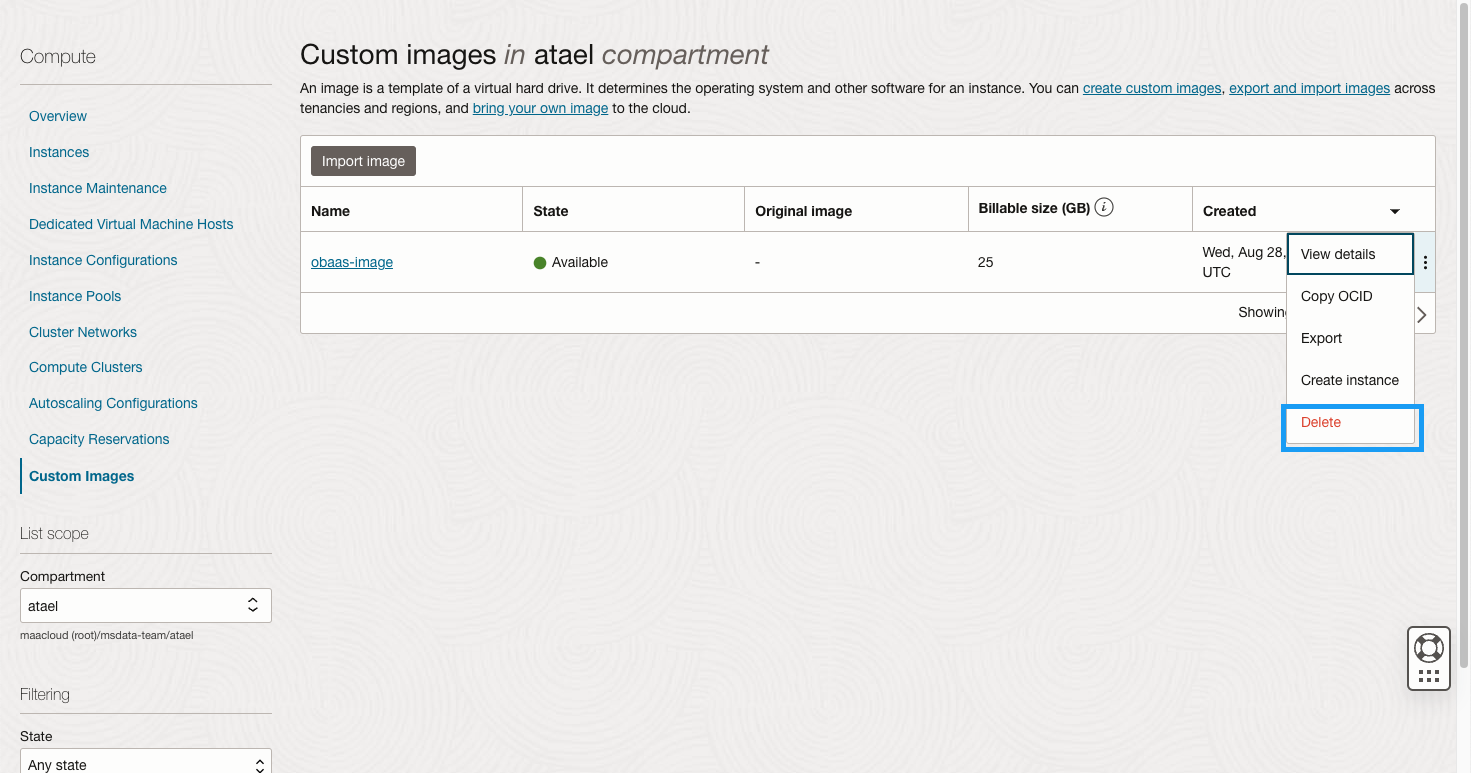 Compute
Overview
Instances
Instance Maintenance
Dedicated Virtual Machine Hosts
Instance Configurations
Instance Pools
Cluster Networks
Compute Clusters
Autoscaling Configurations
Capacity Reservations
Custom Images
List scope
Compartment
atael
maacloud (root)/msdata-team/atael
Filtering
State
Any state
Custom images in atael compartment
An image is a template of a virtual hard drive. It determines the operating system and other software for an instance. You can create custom images, export and import images across
tenancies and regions, and bring your own image to the cloud.
Import image
Name State Original image Billable size (GB) i Created
obaas-image Available - 25 Wed, Aug 28,
UTC
Showing
View details
Copy OCID
Export
Create instance
Delete